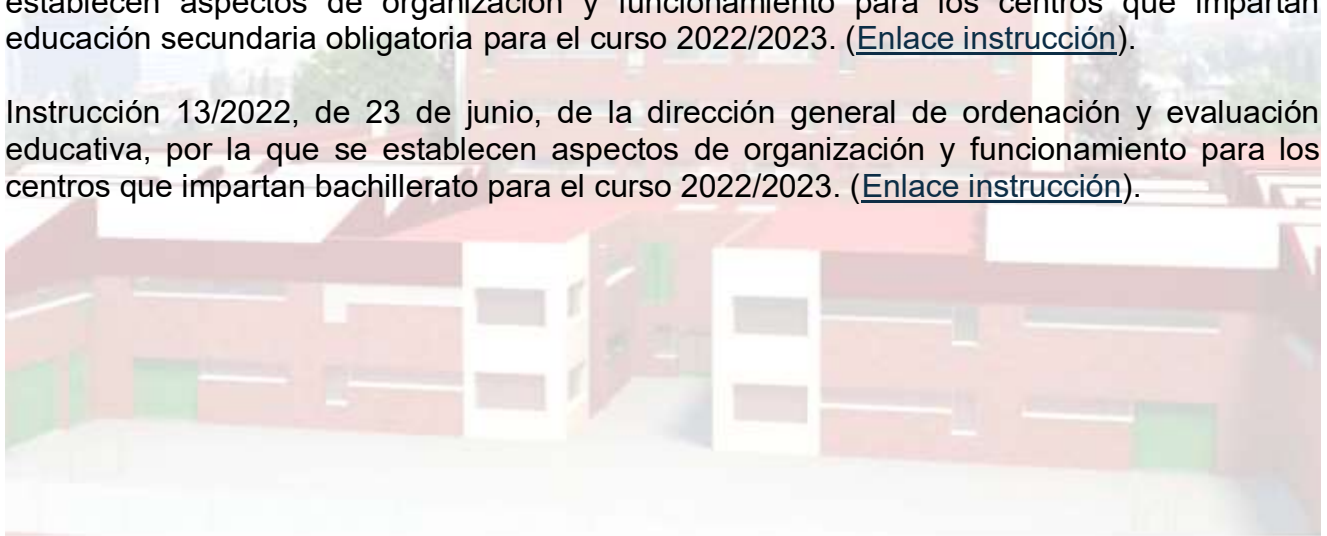 establecen aspectos de organización y funcionamiento para los centros que impartan
educación secundaria obligatoria para el curso 2022/2023. (Enlace instrucción).
Instrucción 13/2022, de 23 de junio, de la dirección general de ordenación y evaluación
educativa, por la que se establecen aspectos de organización y funcionamiento para los
centros que impartan bachillerato para el curso 2022/2023. (Enlace instrucción).